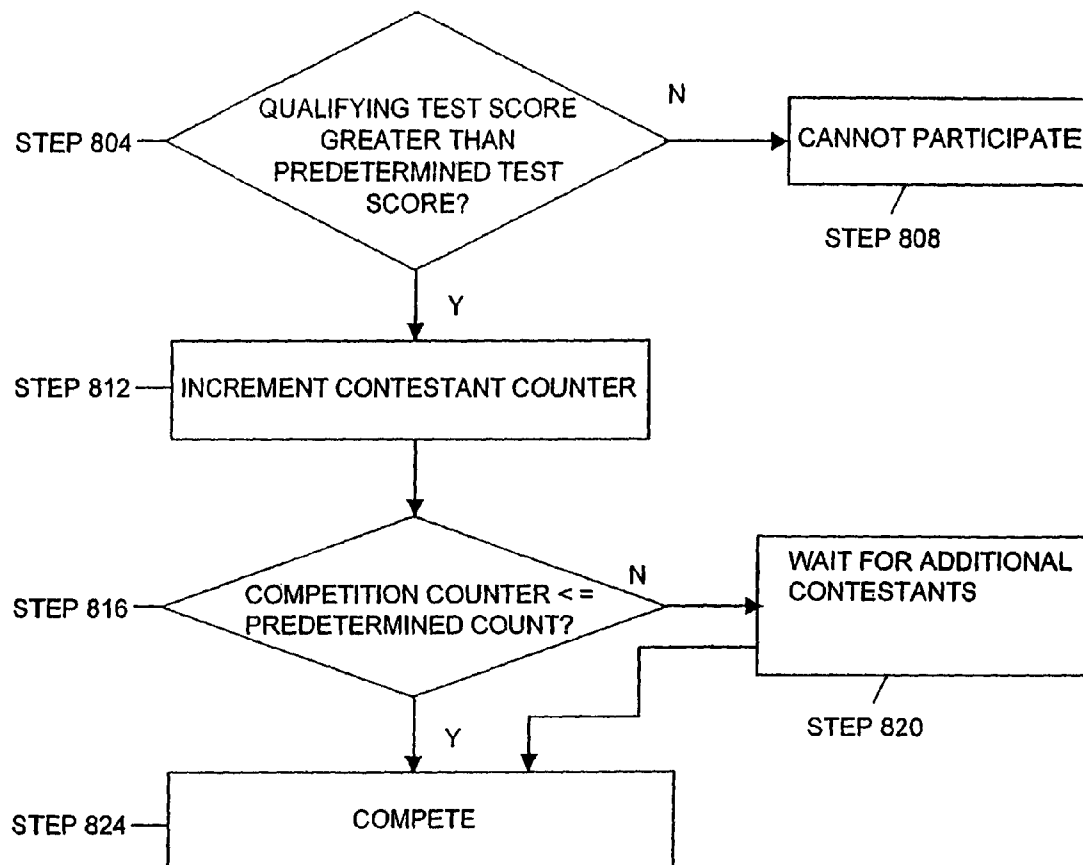 QUALIFYING TEST SCORE
GREATER THAN
PREDETERMINED TEST
SCORE?
STEP 804
N
CANNOT PARTICIPATE
STEP 808
Y
STEP 812
INCREMENT CONTESTANT COUNTER
STEP 816
COMPETITION COUNTER < =
PREDETERMINED COUNT?
N
WAIT FOR ADDITIONAL
CONTESTANTS
STEP 820
Y
STEP 824
COMPETE